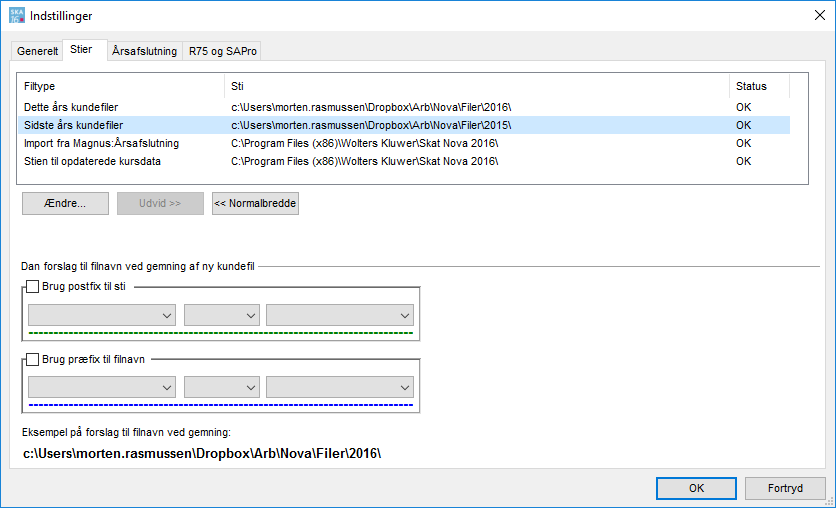 SKA 16 Indstillinger
Generelt Stier Årsafslutning R75 og SAPro
Filtype Sti Status
Dette års kundefiler c:\Users\morten.rasmussen\Dropbox\Arb\Nova\Filer\2016\ OK
Sidste års kundefiler c:\Users\morten.rasmussen\Dropbox\Arb\Nova\Filer\2015\ OK
Import fra Magnus:Årsafslutning C:\Program Files (x86)\Wolters Kluwer\Skat Nova 2016\ OK
Stien til opdaterede kursdata C:\Program Files (x86)\Wolters Kluwer\Skat Nova 2016\ OK
Ændre... Udvid >> << Normalbredde
Dan forslag til filnavn ved gemning af ny kundefil
Brug postfix til sti
Brug præfix til filnavn
Eksempel på forslag til filnavn ved gemning:
c:\Users\morten.rasmussen\Dropbox\Arb\Nova\Filer\2016\
OK Fortryd